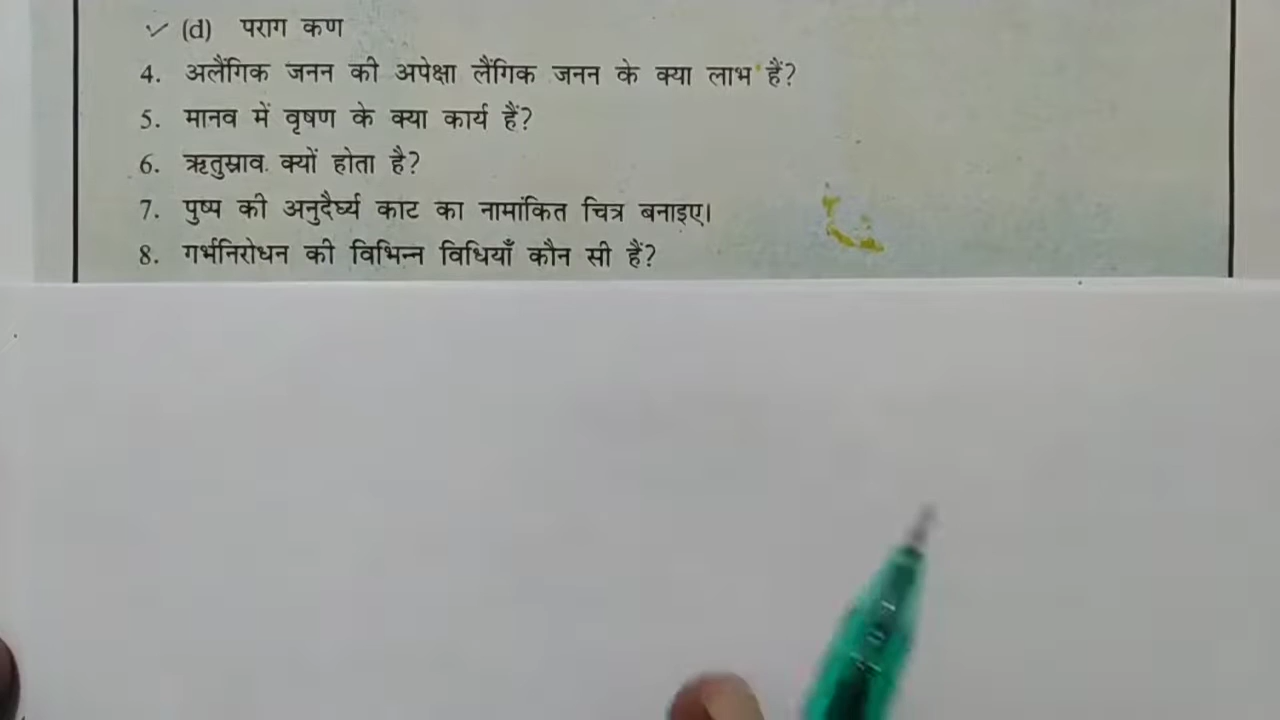 ✓ (d) पराग कण
4. अलैंगिक जनन की अपेक्षा लैंगिक जनन के क्या लाभ हैं?
5. मानव में वृषण के क्या कार्य हैं?
6. ऋतुस्राव क्यों होता है?
7. पुष्प की अनुदैर्घ्य काट का नामांकित चित्र बनाइए।
8. गर्भनिरोधन की विभिन्न विधियाँ कौन सी हैं?